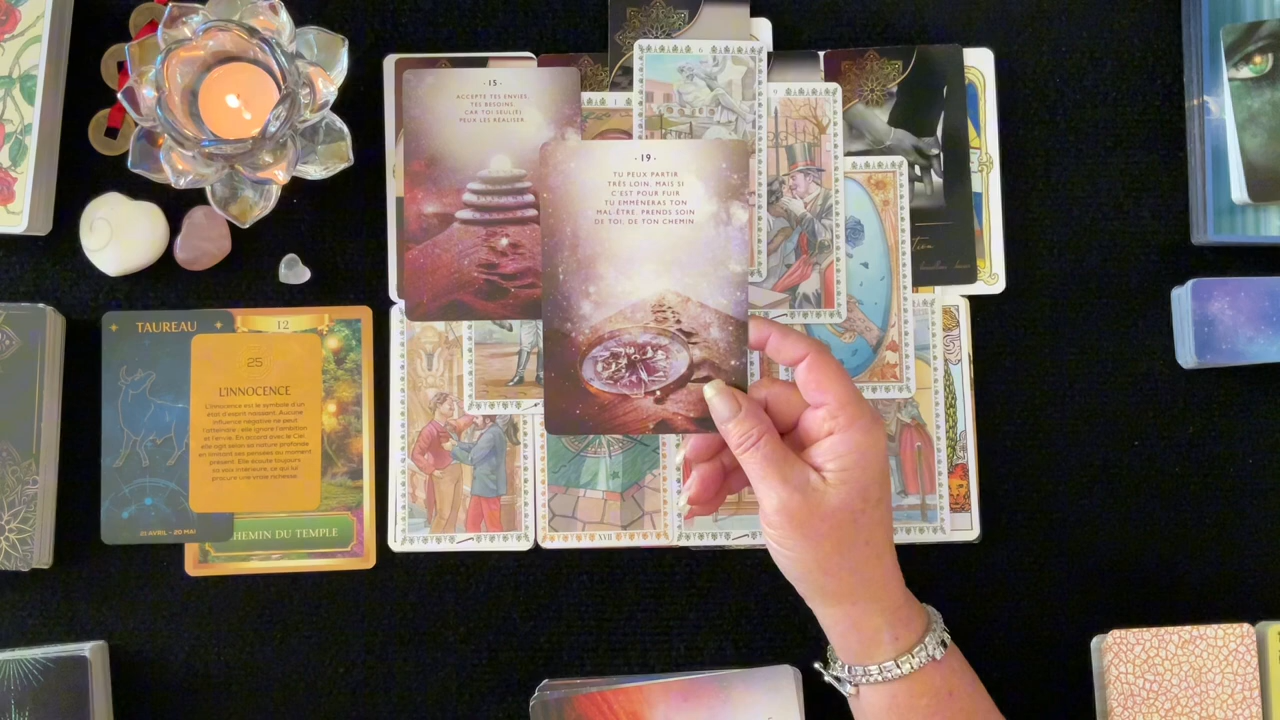 · 15 ·
ACCEPTE TES ENVIES,
TES BESOINS.
CAR TOI SEUL(E)
PEUX LES RÉALISER.
· 19 ·
TU PEUX PARTIR
TRÈS LOIN, MAIS SI
C'EST POUR FUIR
TU EMMÈNERAS TON
MAL-ÊTRE. PRENDS SOIN
DE TOI, DE TON CHEMIN.
6
1
9
TAUREAU
12
25
L'INNOCENCE
L'innocence est le symbole d'un
état d'esprit naissant. Aucune
influence négative ne peut
l'atteindre : elle ignore l'ambition
et l'envie. En accord avec le Ciel,
elle agit selon sa nature profonde
en limitant ses pensées au moment
présent. Elle écoute toujours
sa voix intérieure, ce qui lui
procure une vraie richesse.
21 AVRIL - 20 MAI
CHEMIN DU TEMPLE
XVII